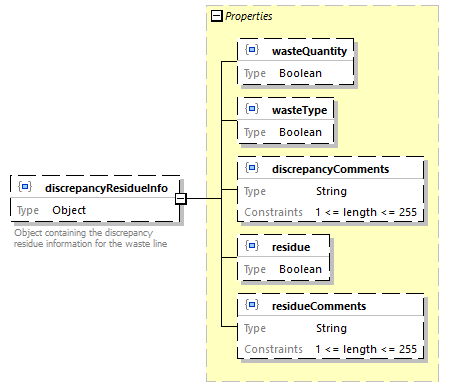 Properties
{} wasteQuantity
Type Boolean
{} wasteType
Type Boolean
{} discrepancyComments
Type String
Constraints 1 <= length <= 255
{} discrepancyResidueInfo
Type Object
Object containing the discrepancy
residue information for the waste line
{} residue
Type Boolean
{} residueComments
Type String
Constraints 1 <= length <= 255